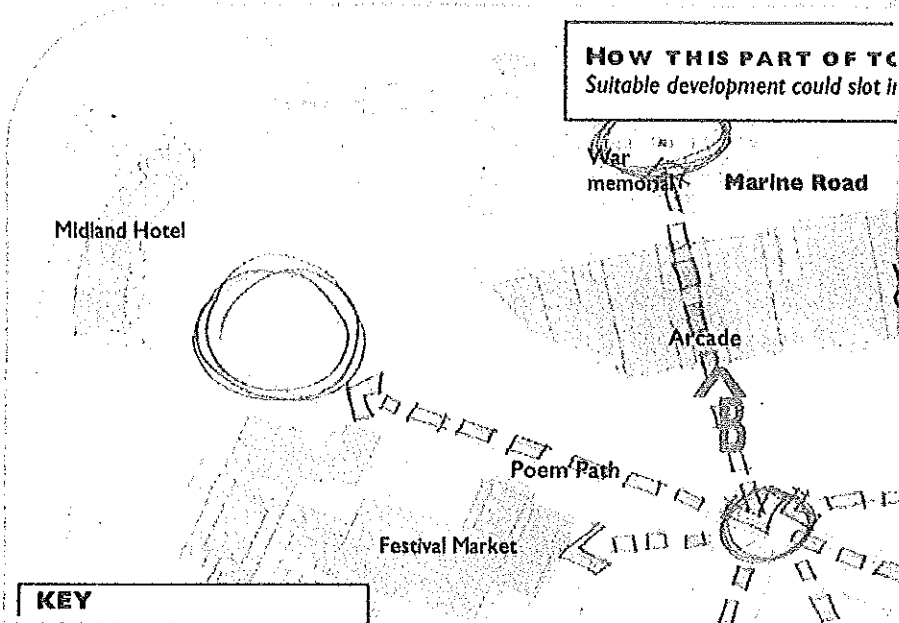 HOW THIS PART OF
Suitable development could slot
War
memorial
Marine Road
Midland Hotel
Arcade
B
Poem Path
Festival Market
KEY